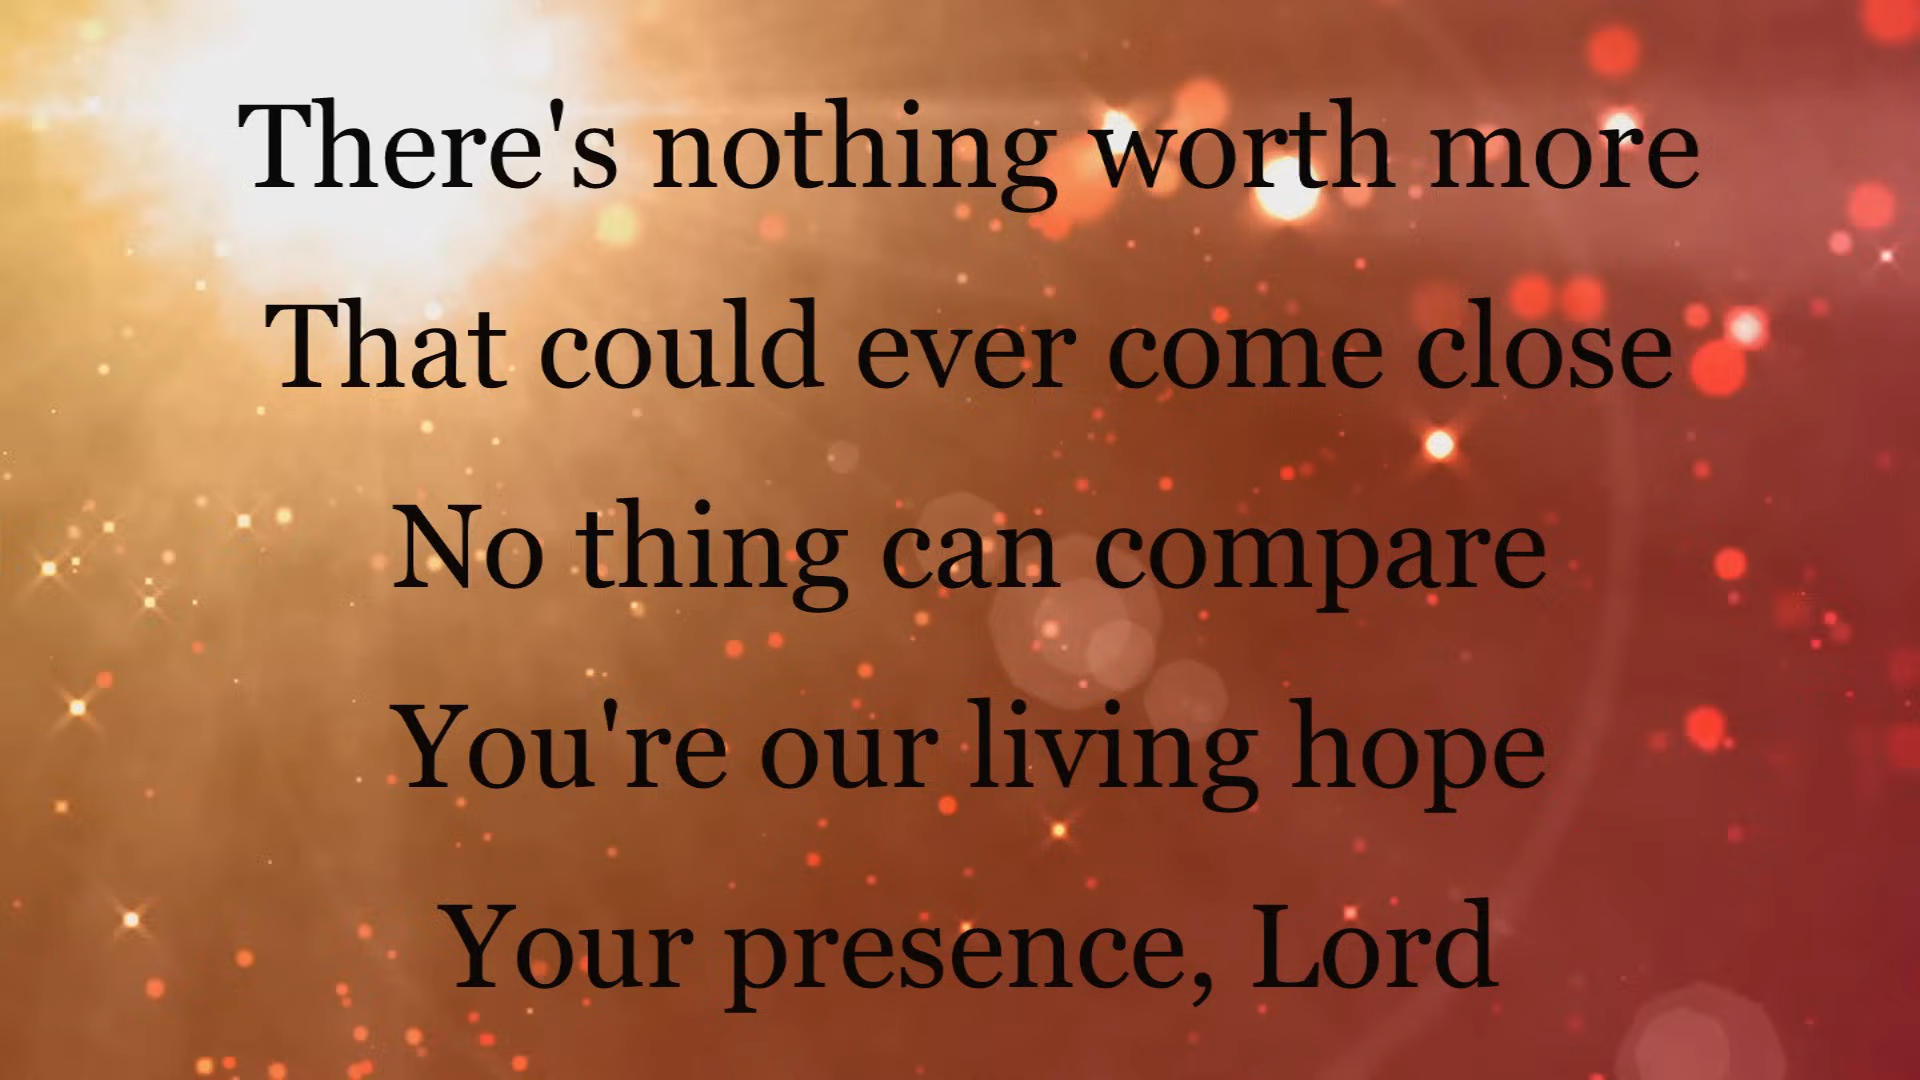 There's nothing worth more
That could ever come close
No thing can compare
You're our living hope
Your presence, Lord